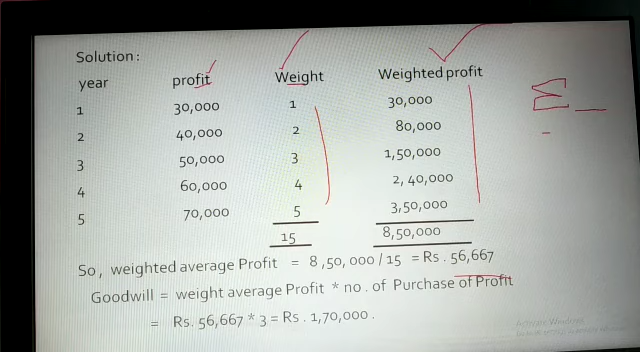 Solution:
year profit Weight Weighted profit
1 30,000 1 30,000
2 40,000 2 80,000
3 50,000 3 1,50,000
4 60,000 4 2,40,000
5 70,000 5 3,50,000
15 8,50,000
So, weighted average Profit = 8,50,000/15 = Rs. 56,667
Goodwill = weight average Profit * no. of Purchase of Profit
= Rs. 56,667 * 3 = Rs. 1,70,000.
Σ
Activate Windows